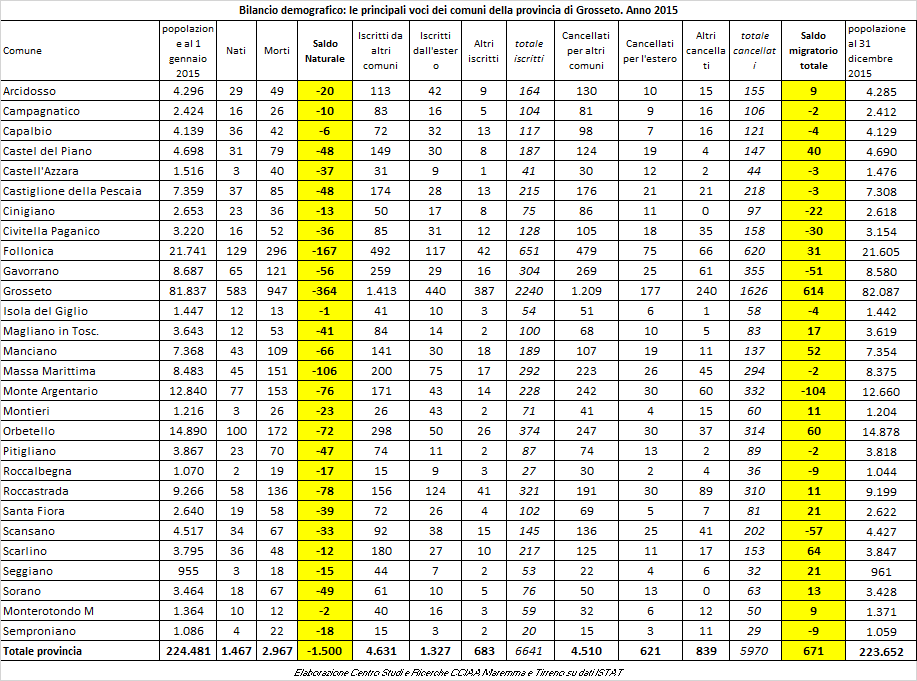 Bilancio demografico: le principali voci dei comuni della provincia di Grosseto. Anno 2015
Comune popolazion e al 1 gennaio 2015 Nati Morti Saldo Naturale Iscritti da altri comuni Iscritti dall'ester o Altri iscritti totale iscritti Cancellati per altri comuni Cancellati per l'estero Altri cancella ti totale cancellat i Saldo migratorio totale popolazione al 31 dicembre 2015
Arcidosso 4.296 29 49 -20 113 42 9 164 130 10 15 155 9 4.285
Campagnatico 2.424 16 26 -10 83 16 5 104 81 9 16 106 -2 2.412
Capalbio 4.139 36 42 -6 72 32 13 117 98 7 16 121 -4 4.129
Castel del Piano 4.698 31 79 -48 149 30 8 187 124 19 4 147 40 4.690
Castell'Azzara 1.516 3 40 -37 31 9 1 41 30 12 2 44 -3 1.476
Castiglione della Pescaia 7.359 37 85 -48 174 28 13 215 176 21 21 218 -3 7.308
Cinigiano 2.653 23 36 -13 50 17 8 75 86 11 0 97 -22 2.618
Civitella Paganico 3.220 16 52 -36 85 31 12 128 105 18 35 158 -30 3.154
Follonica 21.741 129 296 -167 492 117 42 651 479 75 66 620 31 21.605
Gavorrano 8.687 65 121 -56 259 29 16 304 269 25 61 355 -51 8.580
Grosseto 81.837 583 947 -364 1.413 440 387 2240 1.209 177 240 1626 614 82.087
Isola del Giglio 1.447 12 13 -1 41 10 3 54 51 6 1 58 -4 1.442
Magliano in Tosc. 3.643 12 53 -41 84 14 2 100 68 10 5 83 17 3.619
Manciano 7.368 43 109 -66 141 30 18 189 107 19 11 137 52 7.354
Massa Marittima 8.483 45 151 -106 200 75 17 292 223 26 45 294 -2 8.375
Monte Argentario 12.840 77 153 -76 171 43 14 228 242 30 60 332 -104 12.660
Montieri 1.216 3 26 -23 26 43 2 71 41 4 15 60 11 1.204
Orbetello 14.890 100 172 -72 298 50 26 374 247 30 37 314 60 14.878
Pitigliano 3.867 23 70 -47 74 11 2 87 74 13 2 89 -2 3.818
Roccalbegna 1.070 2 19 -17 15 9 3 27 30 2 4 36 -9 1.044
Roccastrada 9.266 58 136 -78 156 124 41 321 191 30 89 310 11 9.199
Santa Fiora 2.640 19 58 -39 72 26 4 102 69 5 7 81 21 2.622
Scansano 4.517 34 67 -33 92 38 15 145 136 25 41 202 -57 4.427
Scarlino 3.795 36 48 -12 180 27 10 217 125 11 17 153 64 3.847
Seggiano 955 3 18 -15 44 7 2 53 22 4 6 32 21 961
Sorano 3.464 18 67 -49 61 10 5 76 50 13 0 63 13 3.428
Monterotondo M 1.364 10 12 -2 40 16 3 59 32 6 12 50 9 1.371
Semproniano 1.086 4 22 -18 15 3 2 20 15 3 11 29 -9 1.059
Totale provincia 224.481 1.467 2.967 -1.500 4.631 1.327 683 6641 4.510 621 839 5970 671 223.652
Elaborazione Centro Studi e Ricerche CCIAA Maremma e Tirreno su dati ISTAT